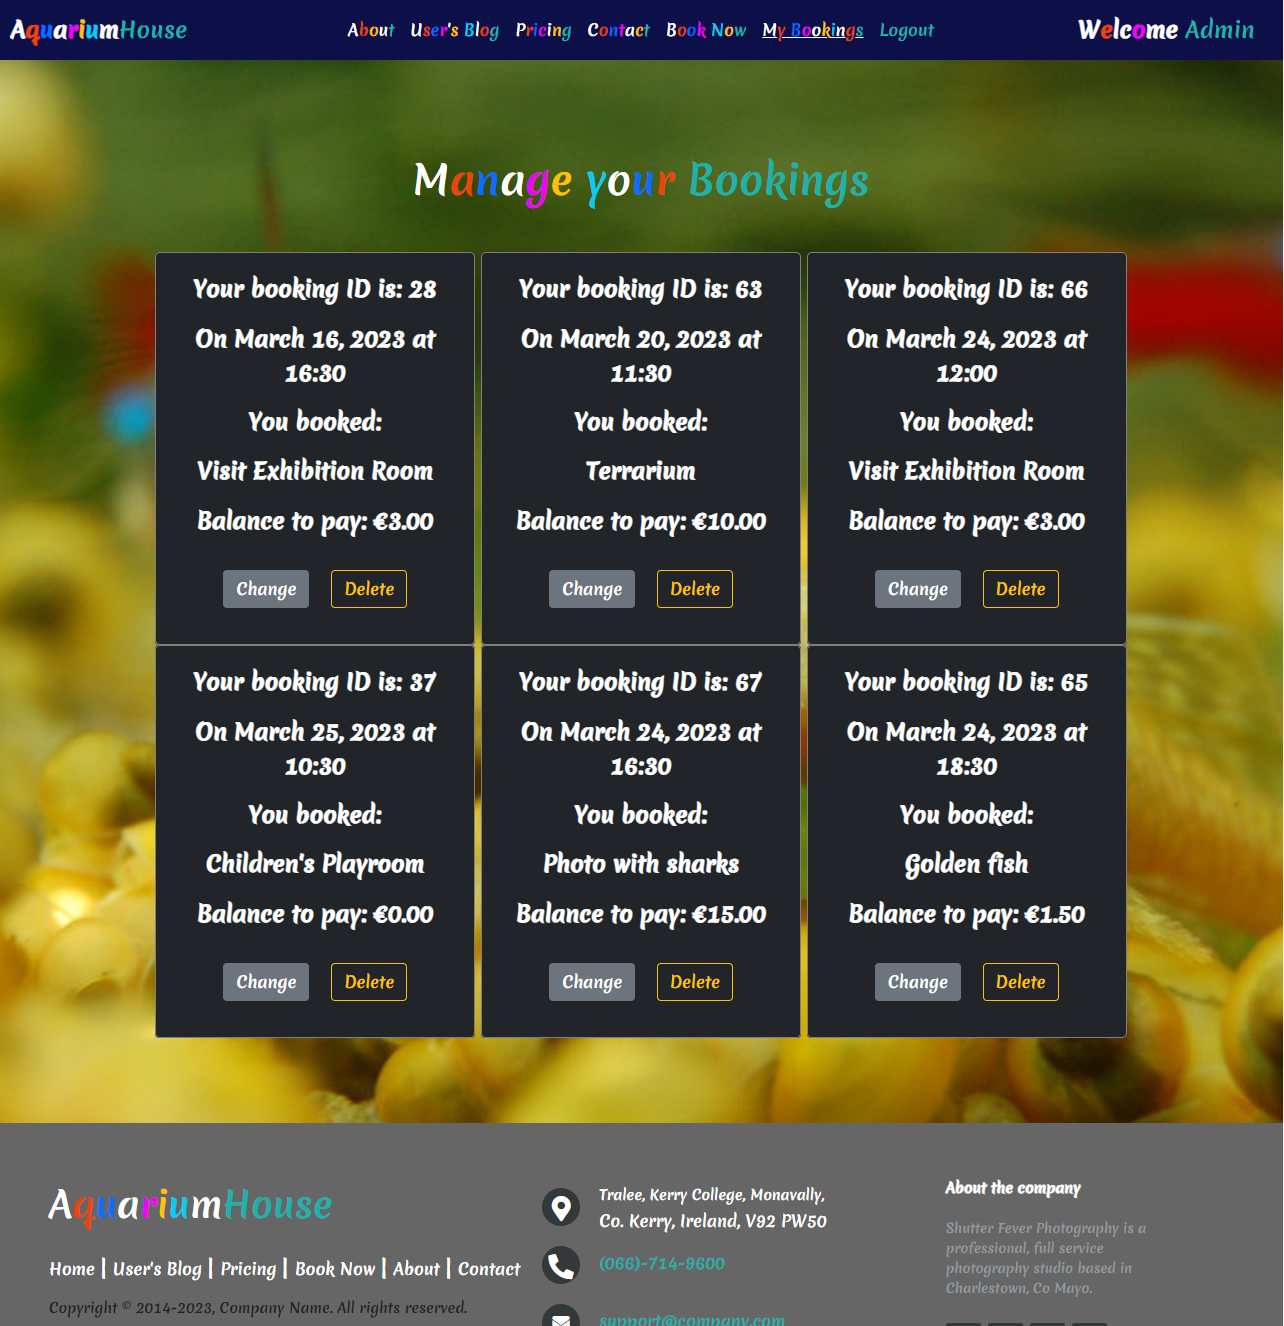 AquariumHouse About User's Blog Pricing Contact Book Now My Bookings Logout Welcome Admin
Manage your Bookings
Your booking ID is: 28
On March 16, 2023 at
16:30
You booked:
Visit Exhibition Room
Balance to pay: €3.00
Change Delete
Your booking ID is: 63
On March 20, 2023 at
11:30
You booked:
Terrarium
Balance to pay: €10.00
Change Delete
Your booking ID is: 66
On March 24, 2023 at
12:00
You booked:
Visit Exhibition Room
Balance to pay: €3.00
Change Delete
Your booking ID is: 37
On March 25, 2023 at
10:30
You booked:
Children's Playroom
Balance to pay: €0.00
Change Delete
Your booking ID is: 67
On March 24, 2023 at
16:30
You booked:
Photo with sharks
Balance to pay: €15.00
Change Delete
Your booking ID is: 65
On March 24, 2023 at
18:30
You booked:
Golden fish
Balance to pay: €1.50
Change Delete
AquariumHouse
Home | User's Blog | Pricing | Book Now | About | Contact
Copyright © 2014-2023, Company Name. All rights reserved.
Tralee, Kerry College, Monavally,
Co. Kerry, Ireland, V92 PW50
(066)-714-9600
support@company.com
About the company
Shutter Fever Photography is a
professional, full service
photography studio based in
Charlestown, Co Mayo.